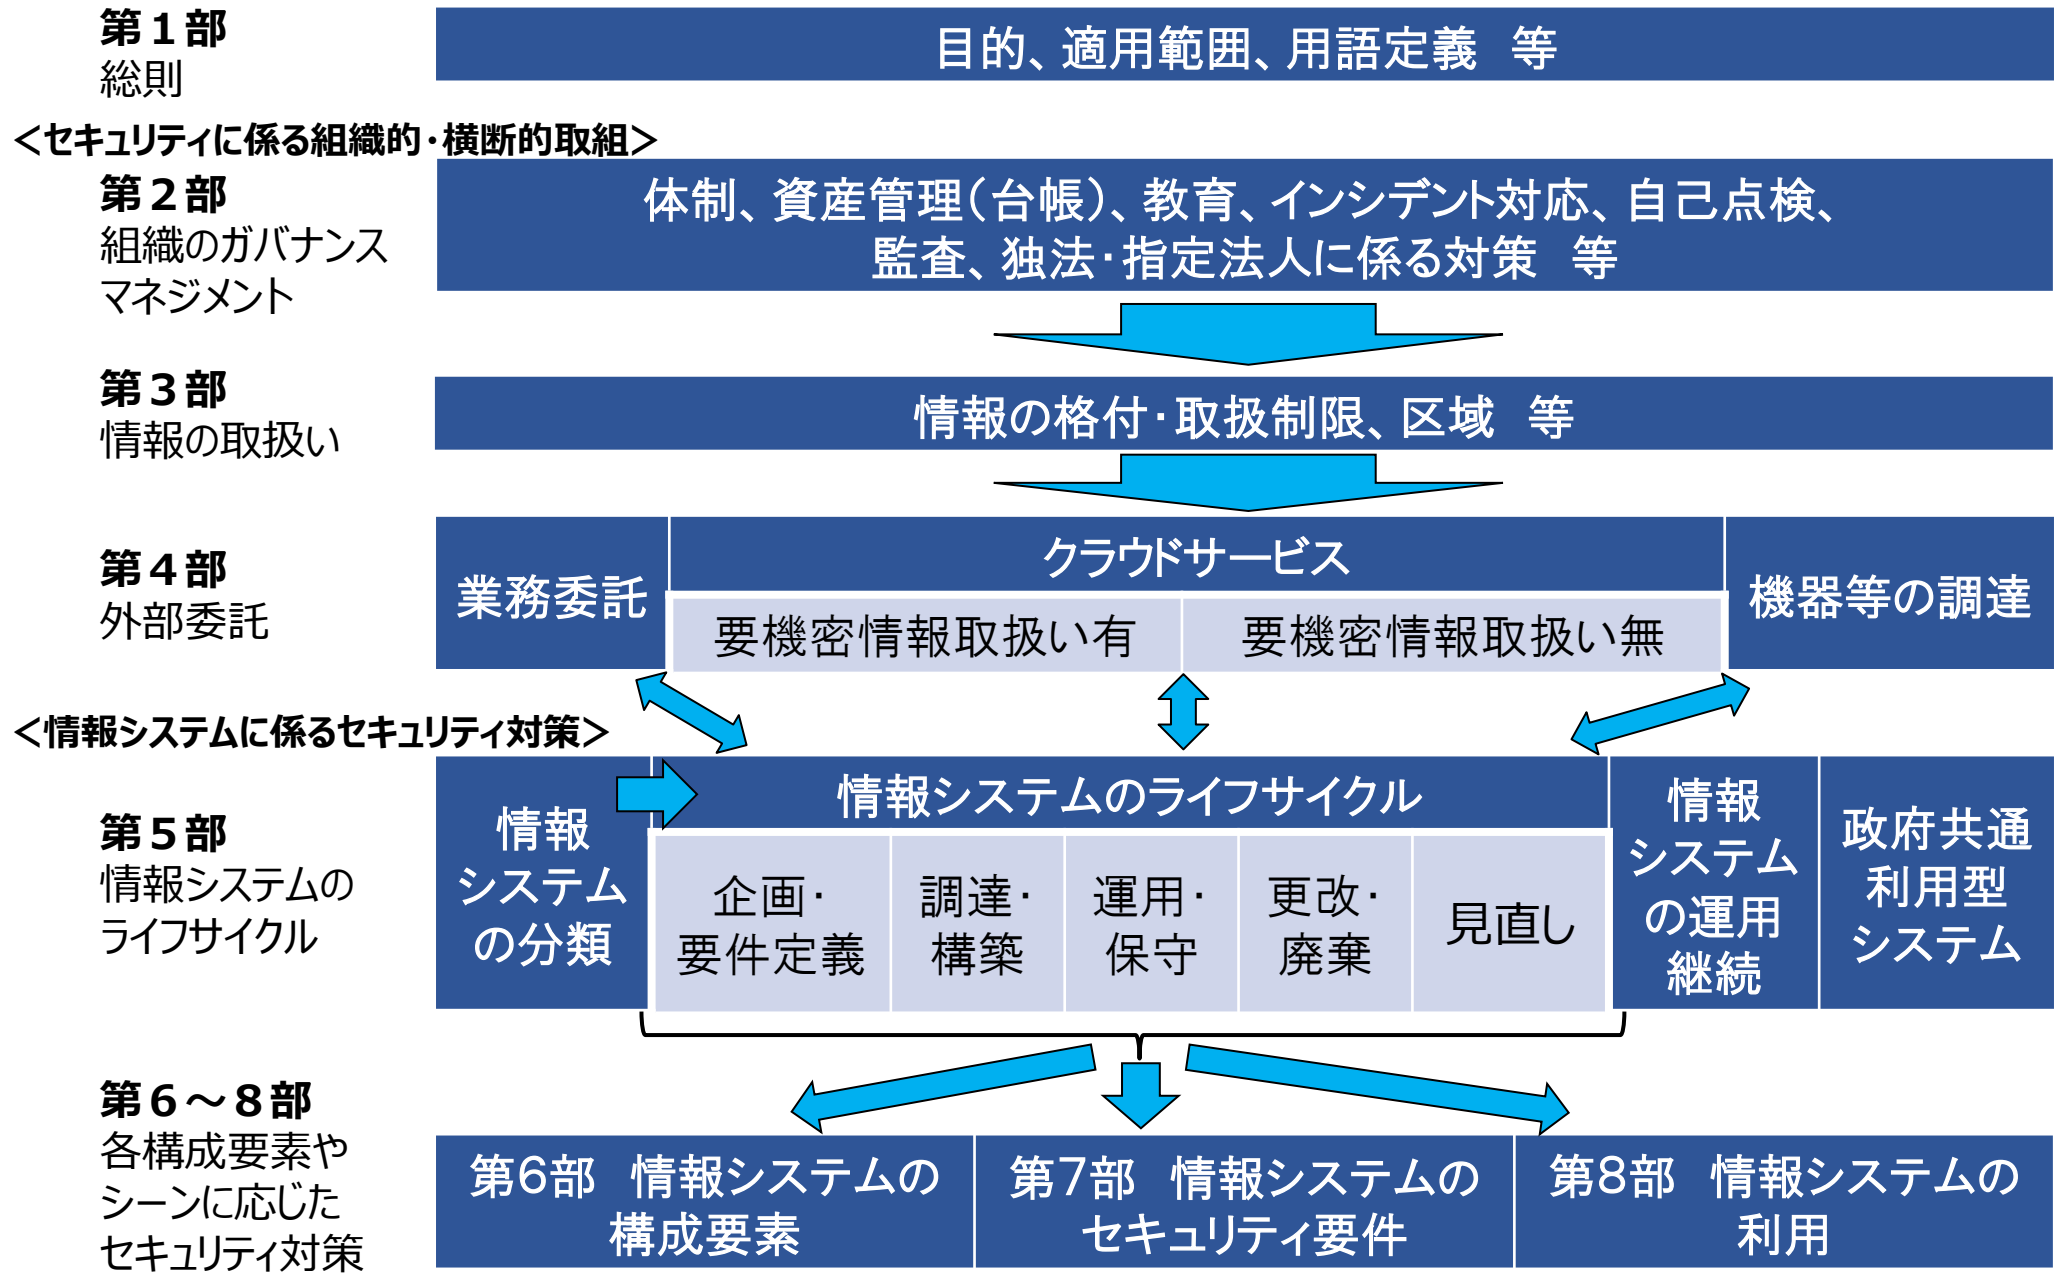 第１部
総則
目的、適用範囲、用語定義　等
＜セキュリティに係る組織的・横断的取組＞
第２部
組織のガバナンス
マネジメント
体制、資産管理（台帳）、教育、インシデント対応、自己点検、
監査、独法・指定法人に係る対策　等
第３部
情報の取扱い
情報の格付・取扱制限、区域　等
第４部
外部委託
業務委託
クラウドサービス
要機密情報取扱い有
要機密情報取扱い無
機器等の調達
＜情報システムに係るセキュリティ対策＞
第５部
情報システムの
ライフサイクル
情報
システム
の分類
情報システムのライフサイクル
企画・
要件定義
調達・
構築
運用・
保守
更改・
廃棄
見直し
情報
システム
の運用
継続
政府共通
利用型
システム
第６～８部
各構成要素や
シーンに応じた
セキュリティ対策
第6部　情報システムの
構成要素
第7部　情報システムの
セキュリティ要件
第8部　情報システムの
利用